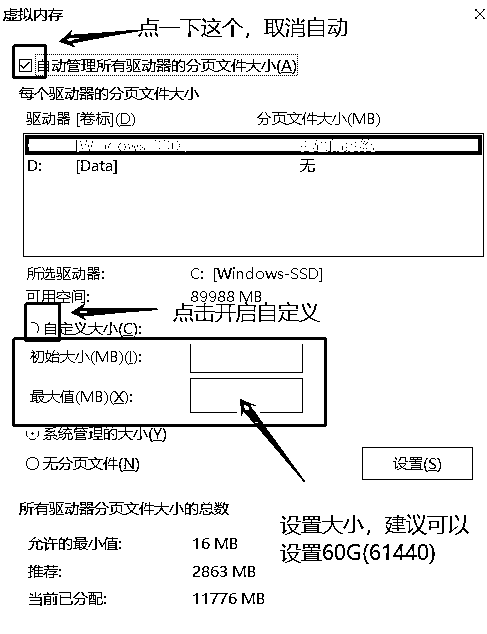 虚拟内存
点一下这个，取消自动
自动管理所有驱动器的分页文件大小(A)
每个驱动器的分页文件大小
驱动器 [卷标](D) 分页文件大小(MB)
D: [Data] 无
所选驱动器: C: [Windows-SSD]
可用空间: 89988 MB
点击开启自定义
自定义大小(C):
初始大小(MB)(I):
最大值(MB)(X):
系统管理的大小(Y)
无分页文件(N)
设置(S)
所有驱动器分页文件大小的总数
设置大小，建议可以
设置60G(61440)
允许的最小值: 16 MB
推荐: 2863 MB
当前已分配: 11776 MB